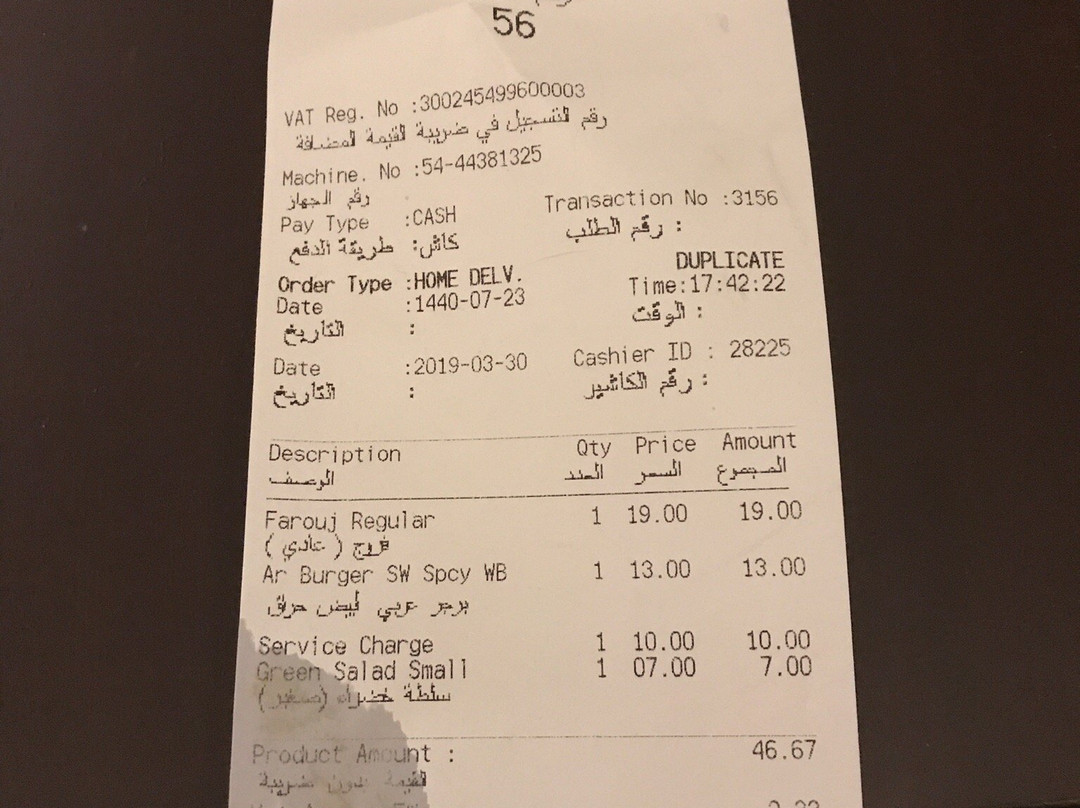 56
VAT Reg. No :300245499600003
رقم التسجيل في ضريبة القيمة المضافة
Machine. No :54-44381325
رقم الجهاز
Pay Type :CASH Transaction No :3156
طريقة الدفع :كاش رقم الطلب :
DUPLICATE
Order Type :HOME DELV. Time:17:42:22
Date :1440-07-23 الوقت :
التاريخ :
Date :2019-03-30 Cashier ID : 28225
التاريخ : رقم الكاشير :
Description Qty Price Amount
الوصف العدد السعر المجموع
Farouj Regular 1 19.00 19.00
فروج ( عادي )
Ar Burger SW Spcy WB 1 13.00 13.00
برجر عربي أبيض حراق
Service Charge 1 10.00 10.00
Green Salad Small 1 07.00 7.00
سلطة خضراء (صغير)
Product Amount : 46.67
القيمة بدون ضريبة